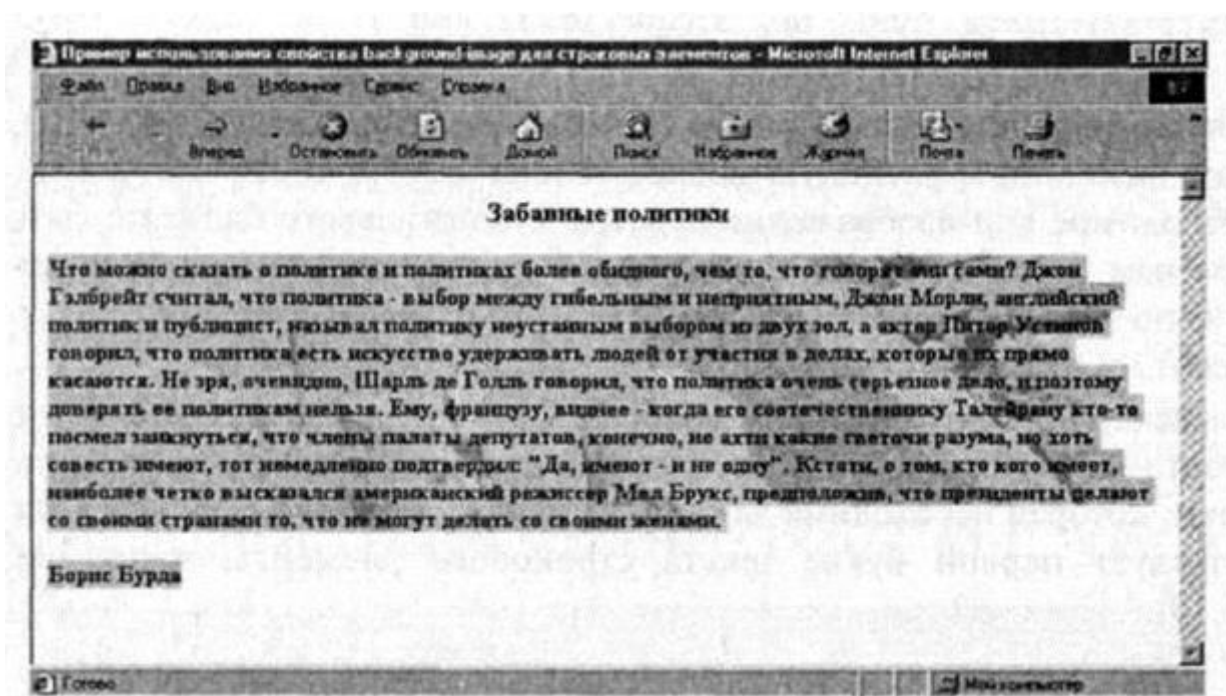 Пример использования свойства background-image для строковых элементов - Microsoft Internet Explorer
Файл Правка Вид Избранное Сервис Справка
Вперед Остановить Обновить Домой Поиск Избранное Журнал Почта Печать
Забавные политики
Что можно сказать о политике и политиках более обидного, чем то, что говорят они сами? Джон
Гэлбрейт считал, что политика - выбор между гибельным и неприятным, Джон Морли, английский
политик и публицист, называл политику неустанным выбором из двух зол, а актер Питер Устинов
говорил, что политика есть искусство удерживать людей от участия в делах, которые их прямо
касаются. Не зря, очевидно, Шарль де Голль говорил, что политика очень серьезное дело, и поэтому
доверять ее политикам нельзя. Ему, французу, виднее - когда его соотечественнику Талейрану кто-то
посмел заикнуться, что члены палаты депутатов, конечно, не ахти какие светочи разума, но хоть
совесть имеют, тот немедленно подтвердил: "Да, имеют - и не одну". Кстати, о том, кто кого имеет,
наиболее четко высказался американский режиссер Мел Брукс, предположив, что президенты делают
со своими странами то, что не могут делать со своими женами.
Борис Бурда
Готово Мой компьютер